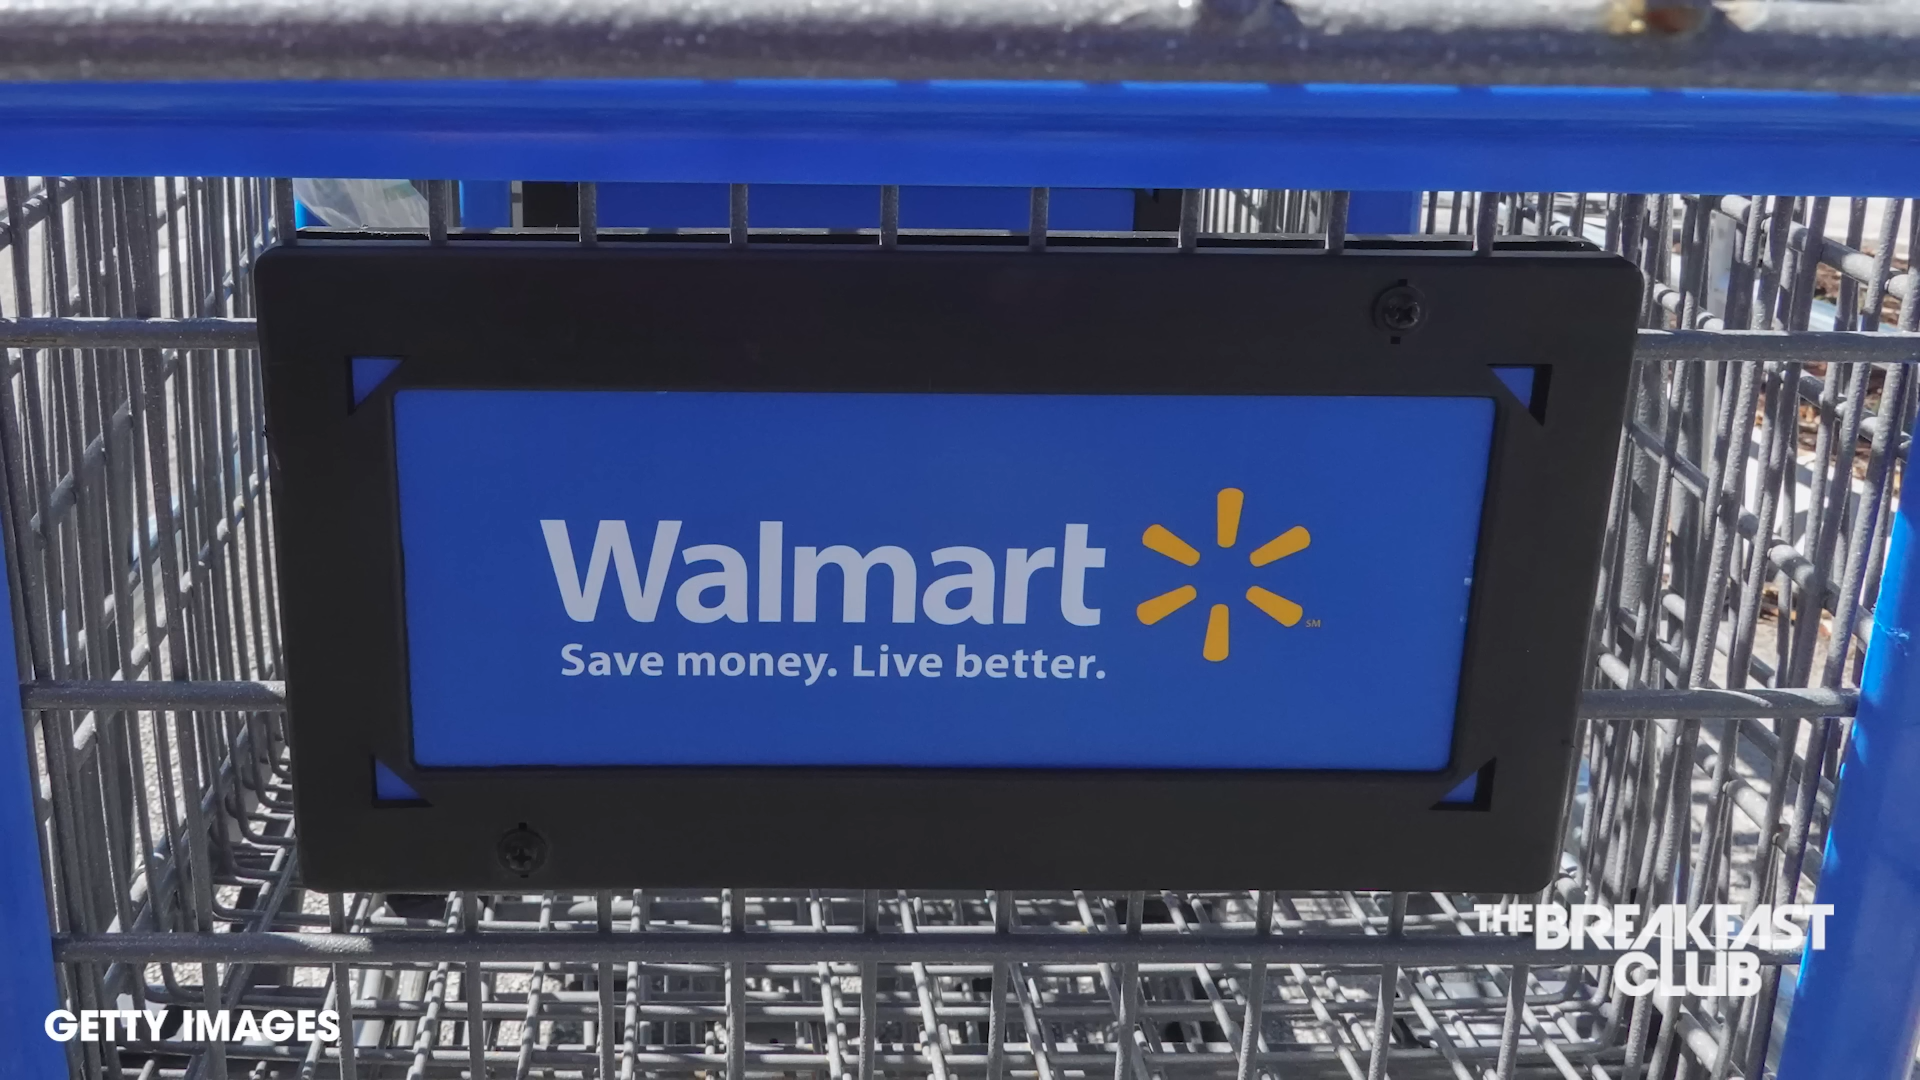 Walmart
SM
Save money. Live better.
THE BREAKFAST
CLUB
GETTY IMAGES